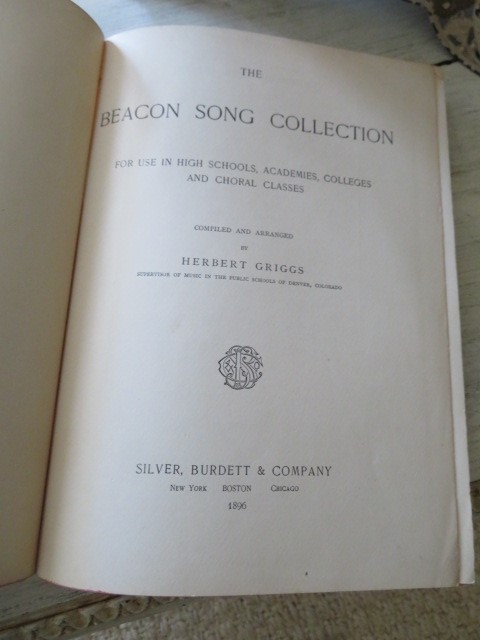 THE
BEACON SONG COLLECTION
FOR USE IN HIGH SCHOOLS, ACADEMIES, COLLEGES
AND CHORAL CLASSES
COMPILED AND ARRANGED
BY
HERBERT GRIGGS
SUPERVISOR OF MUSIC IN THE PUBLIC SCHOOLS OF DENVER, COLORADO
SILVER, BURDETT & COMPANY
NEW YORK BOSTON CHICAGO
1896